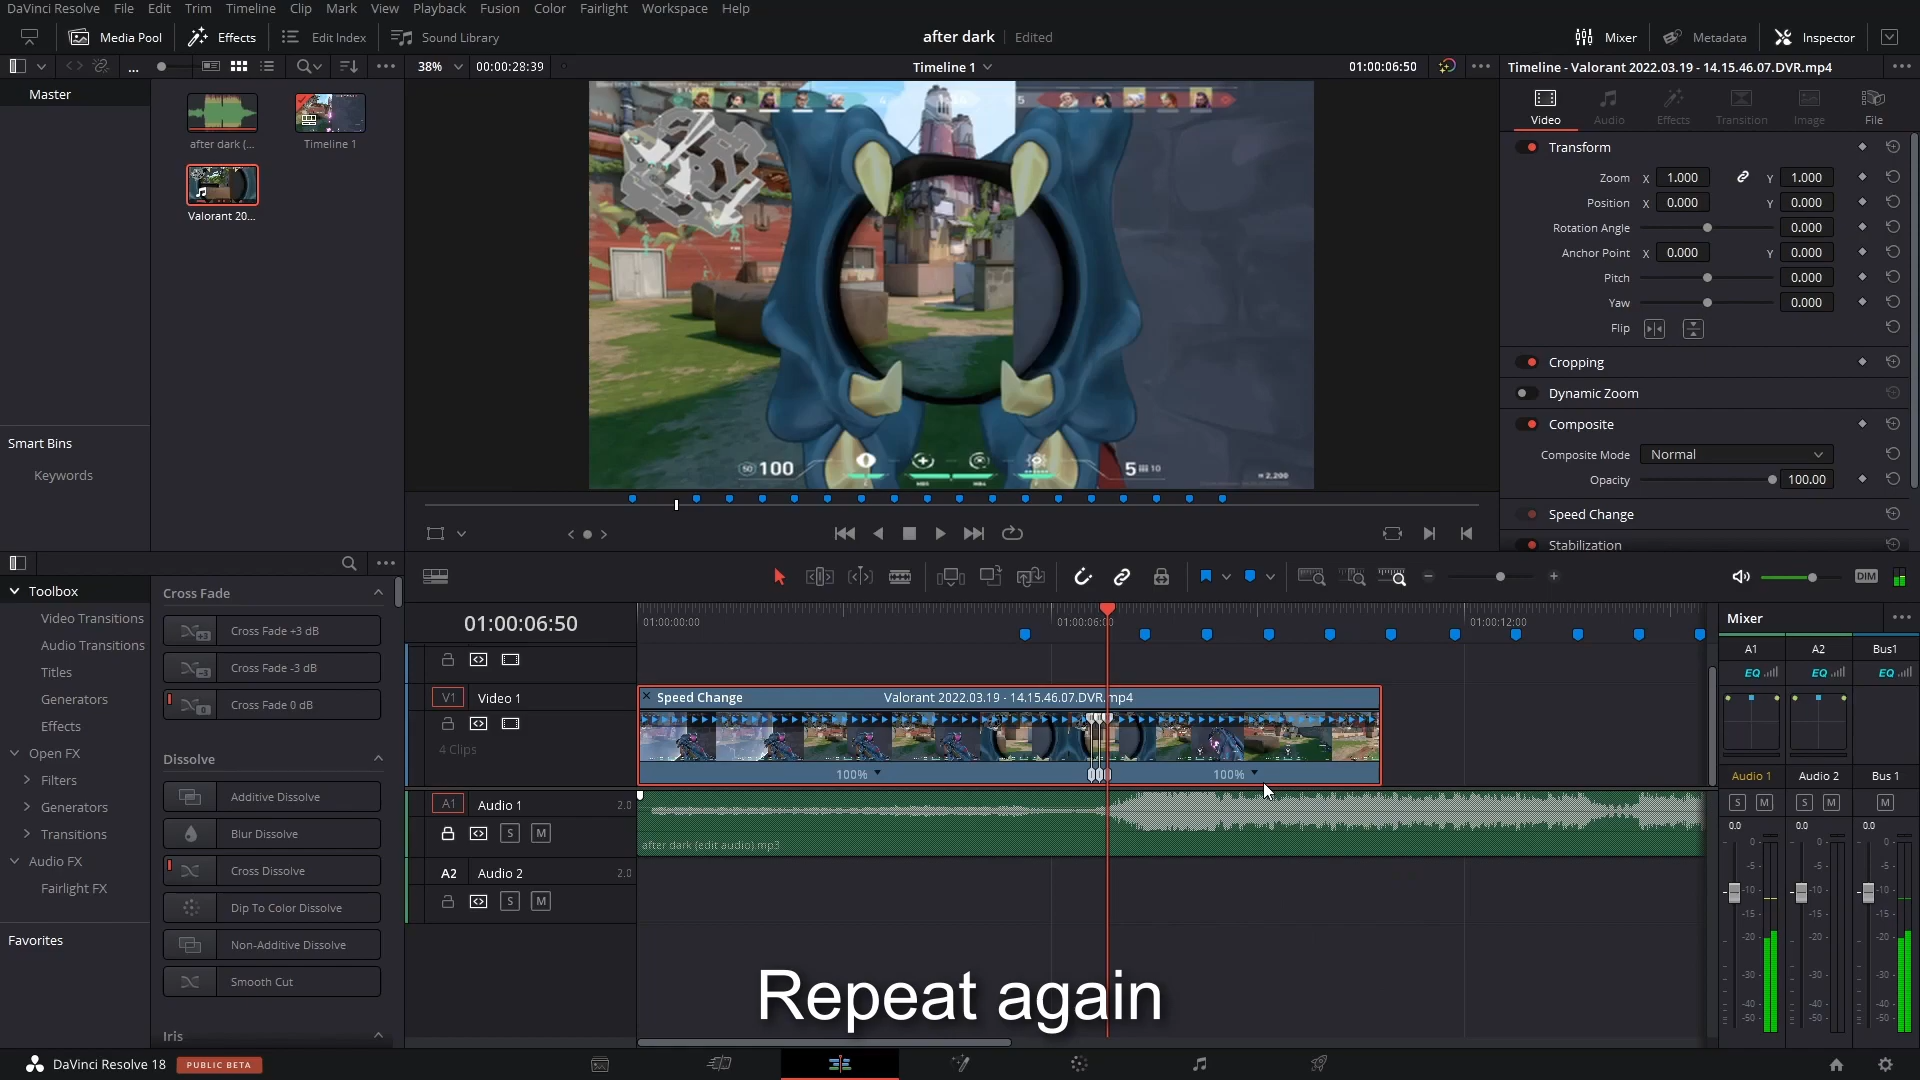 DaVinci Resolve File Edit Trim Timeline Clip Mark View Playback Fusion Color Fairlight Workspace Help
Media Pool Effects Edit Index Sound Library after dark Edited Mixer Metadata Inspector
38% 00:00:28:39 Timeline 1 01:00:06:50 Timeline - Valorant 2022.03.19 - 14.15.46.07.DVR.mp4
Master
after dark (...
Timeline 1
Valorant 20...
Smart Bins
Keywords
100
5
10
2,200
Video Audio Effects Transition Image File
Transform
Zoom X 1.000 Y 1.000
Position X 0.000 Y 0.000
Rotation Angle 0.000
Anchor Point X 0.000 Y 0.000
Pitch 0.000
Yaw 0.000
Flip
Cropping
Dynamic Zoom
Composite
Composite Mode Normal
Opacity 100.00
Speed Change
Stabilization
Toolbox
Video Transitions
Audio Transitions
Titles
Generators
Effects
Open FX
Filters
Generators
Transitions
Audio FX
Fairlight FX
Favorites
Cross Fade
+3 Cross Fade +3 dB
-3 Cross Fade -3 dB
0 Cross Fade 0 dB
Dissolve
Additive Dissolve
Blur Dissolve
Cross Dissolve
Dip To Color Dissolve
Non-Additive Dissolve
Smooth Cut
Iris
DIM
01:00:06:50
01:00:00:00 01:00:06:00 01:00:12:00
V1 Video 1
4 Clips
Speed Change Valorant 2022.03.19 - 14.15.46.07.DVR.mp4
100% 100%
A1 Audio 1 2.0
S M
after dark (edit audio).mp3
A2 Audio 2 2.0
S M
Mixer
A1 A2 Bus1
EQ EQ EQ
Audio 1 Audio 2 Bus 1
S M S M M
0.0 0.0 0.0
0 0 0
-5 -5 -5
-10 -10 -10
-15 -15 -15
-20 -20 -20
-30 -30 -30
-40 -40 -40
-50 -50 -50
Repeat again
DaVinci Resolve 18 PUBLIC BETA